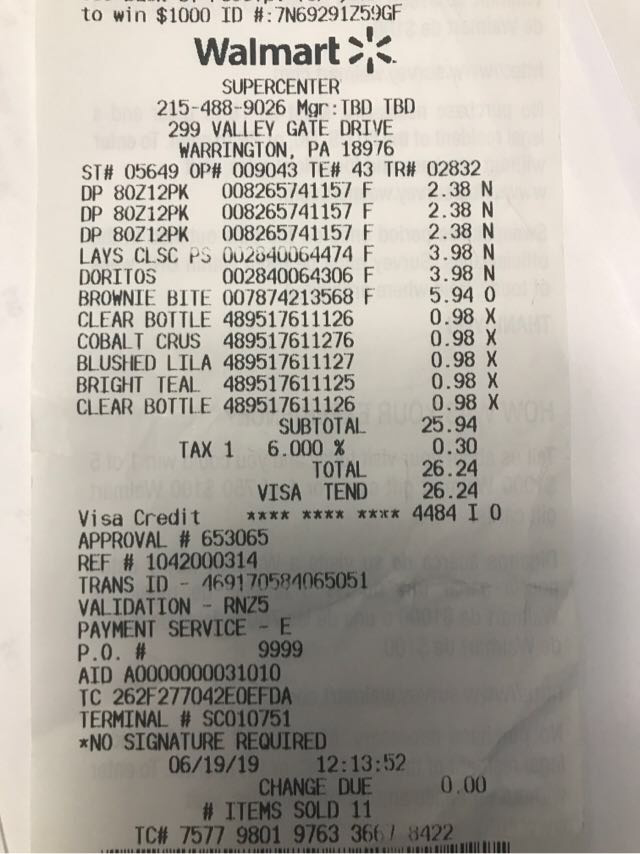 to win $1000 ID #:7N69291Z59GF
Walmart
SUPERCENTER
215-488-9026 Mgr:TBD TBD
299 VALLEY GATE DRIVE
WARRINGTON, PA 18976
ST# 05649 OP# 009043 TE# 43 TR# 02832
DP 80Z12PK 008265741157 F 2.38 N
DP 80Z12PK 008265741157 F 2.38 N
DP 80Z12PK 008265741157 F 2.38 N
LAYS CLSC PS 002840064474 F 3.98 N
DORITOS 002840064306 F 3.98 N
BROWNIE BITE 007874213568 F 5.94 O
CLEAR BOTTLE 489517611126 0.98 X
COBALT CRUS 489517611276 0.98 X
BLUSHED LILA 489517611127 0.98 X
BRIGHT TEAL 489517611125 0.98 X
CLEAR BOTTLE 489517611126 0.98 X
SUBTOTAL 25.94
TAX 1 6.000 % 0.30
TOTAL 26.24
VISA TEND 26.24
Visa Credit **** **** **** 4484 I 0
APPROVAL # 653065
REF # 1042000314
TRANS ID - 469170584065051
VALIDATION - RNZ5
PAYMENT SERVICE - E
P.O. # 9999
AID A0000000031010
TC 262F277042E0EFDA
TERMINAL # SC010751
*NO SIGNATURE REQUIRED
06/19/19 12:13:52
CHANGE DUE 0.00
# ITEMS SOLD 11
TC# 7577 9801 9763 3667 8422